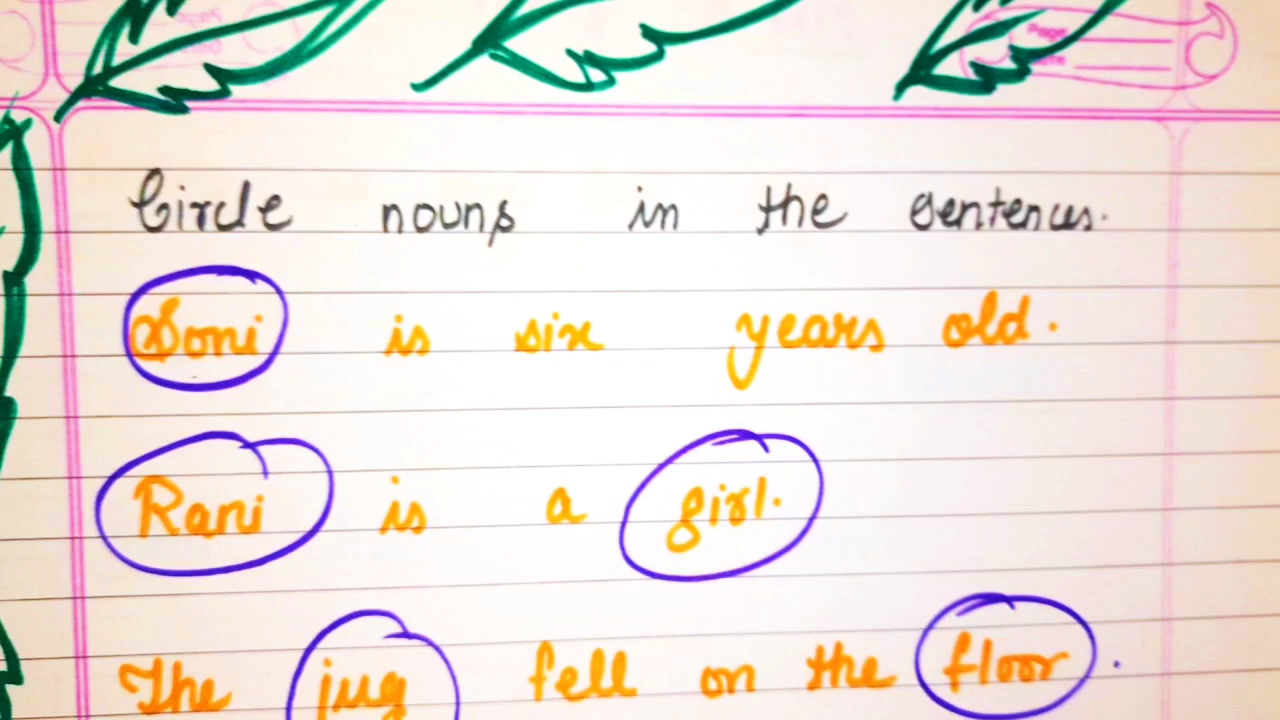 Circle nouns in the sentences.
Soni is six years old.
Rani is a girl.
The jug fell on the floor.